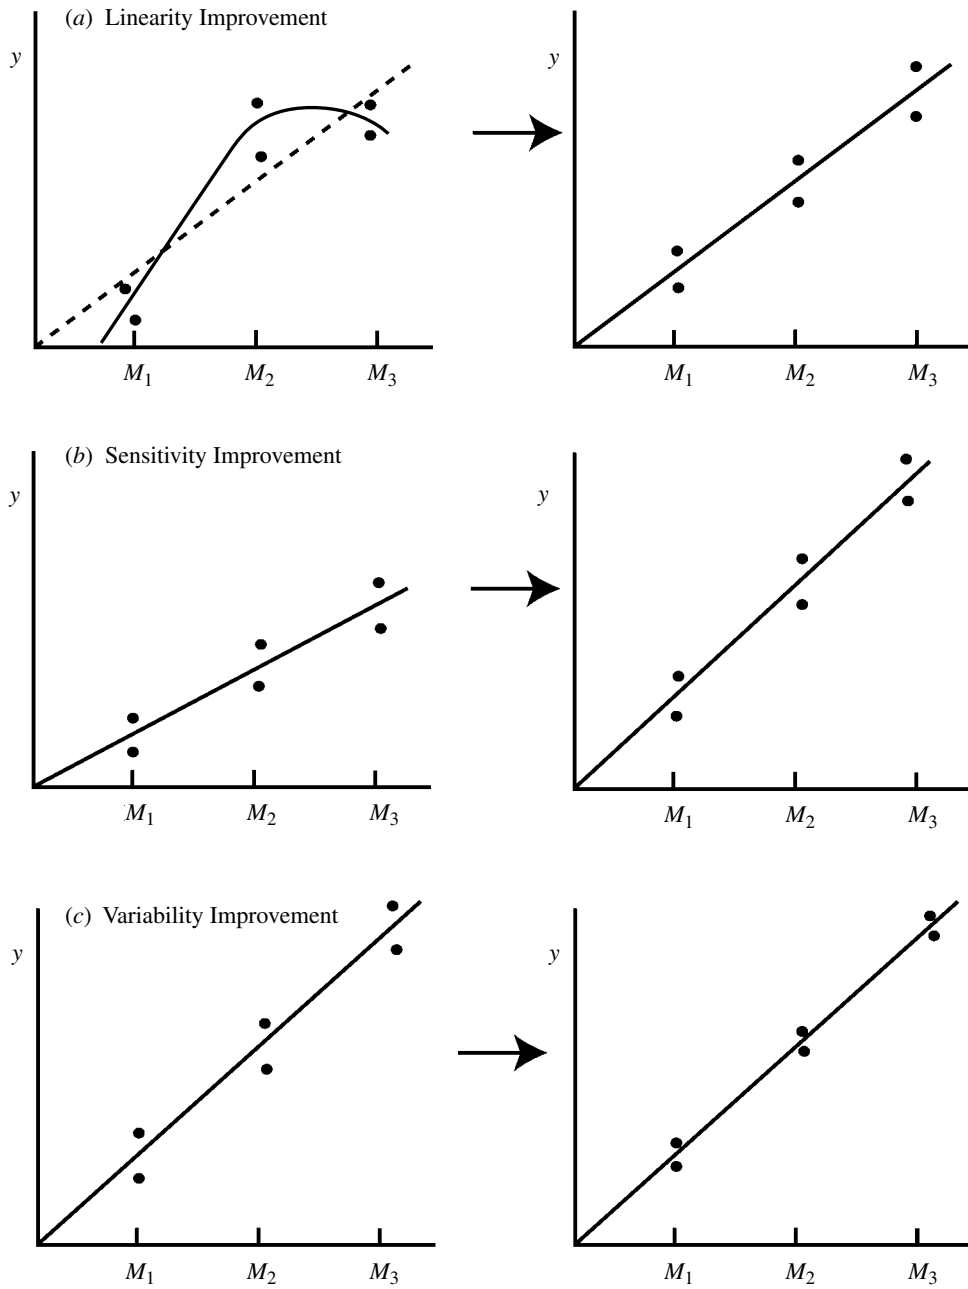 (a) Linearity Improvement
y
M1 M2 M3
M1 M2 M3
(b) Sensitivity Improvement
y
y
M1 M2 M3
M1 M2 M3
(c) Variability Improvement
y
y
M1 M2 M3
M1 M2 M3